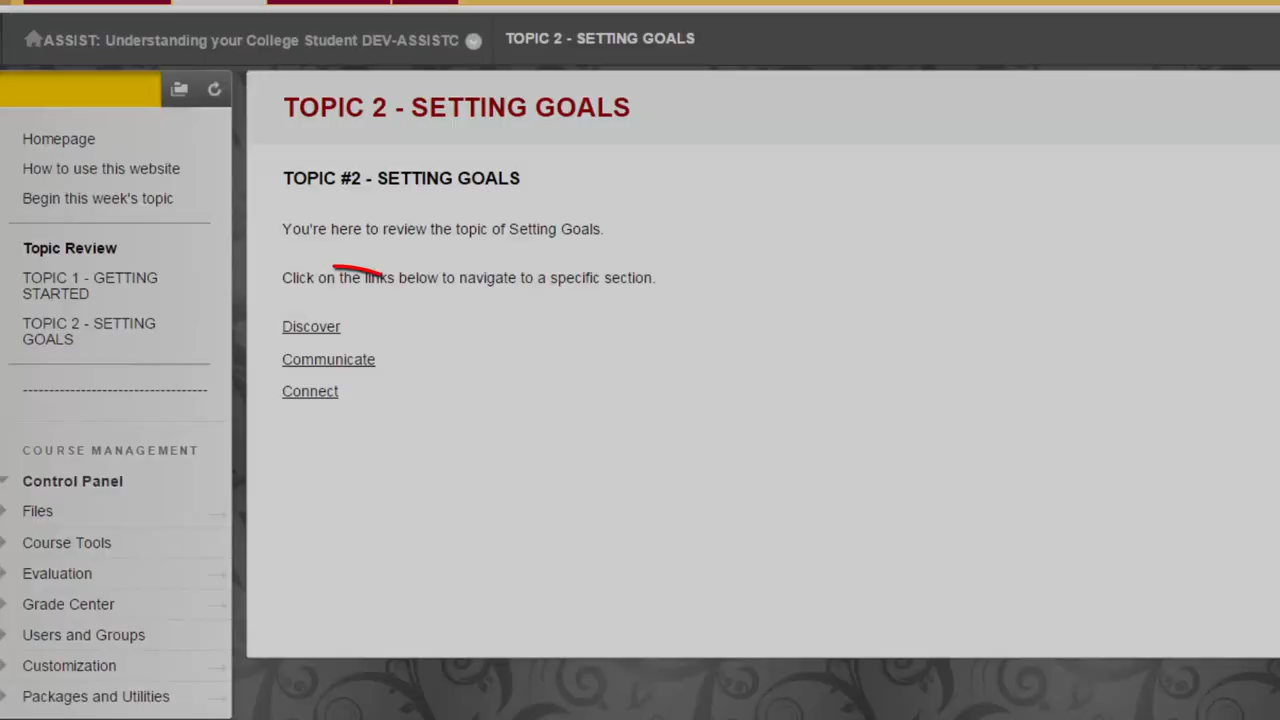 ASSIST: Understanding your College Student DEV-ASSISTC
TOPIC 2 - SETTING GOALS
Homepage
How to use this website
Begin this week's topic
Topic Review
TOPIC 1 - GETTING
STARTED
TOPIC 2 - SETTING
GOALS
---------------------------------
COURSE MANAGEMENT
Control Panel
Files
Course Tools
Evaluation
Grade Center
Users and Groups
Customization
Packages and Utilities
TOPIC 2 - SETTING GOALS
TOPIC #2 - SETTING GOALS
You're here to review the topic of Setting Goals.
Click on the links below to navigate to a specific section.
Discover
Communicate
Connect